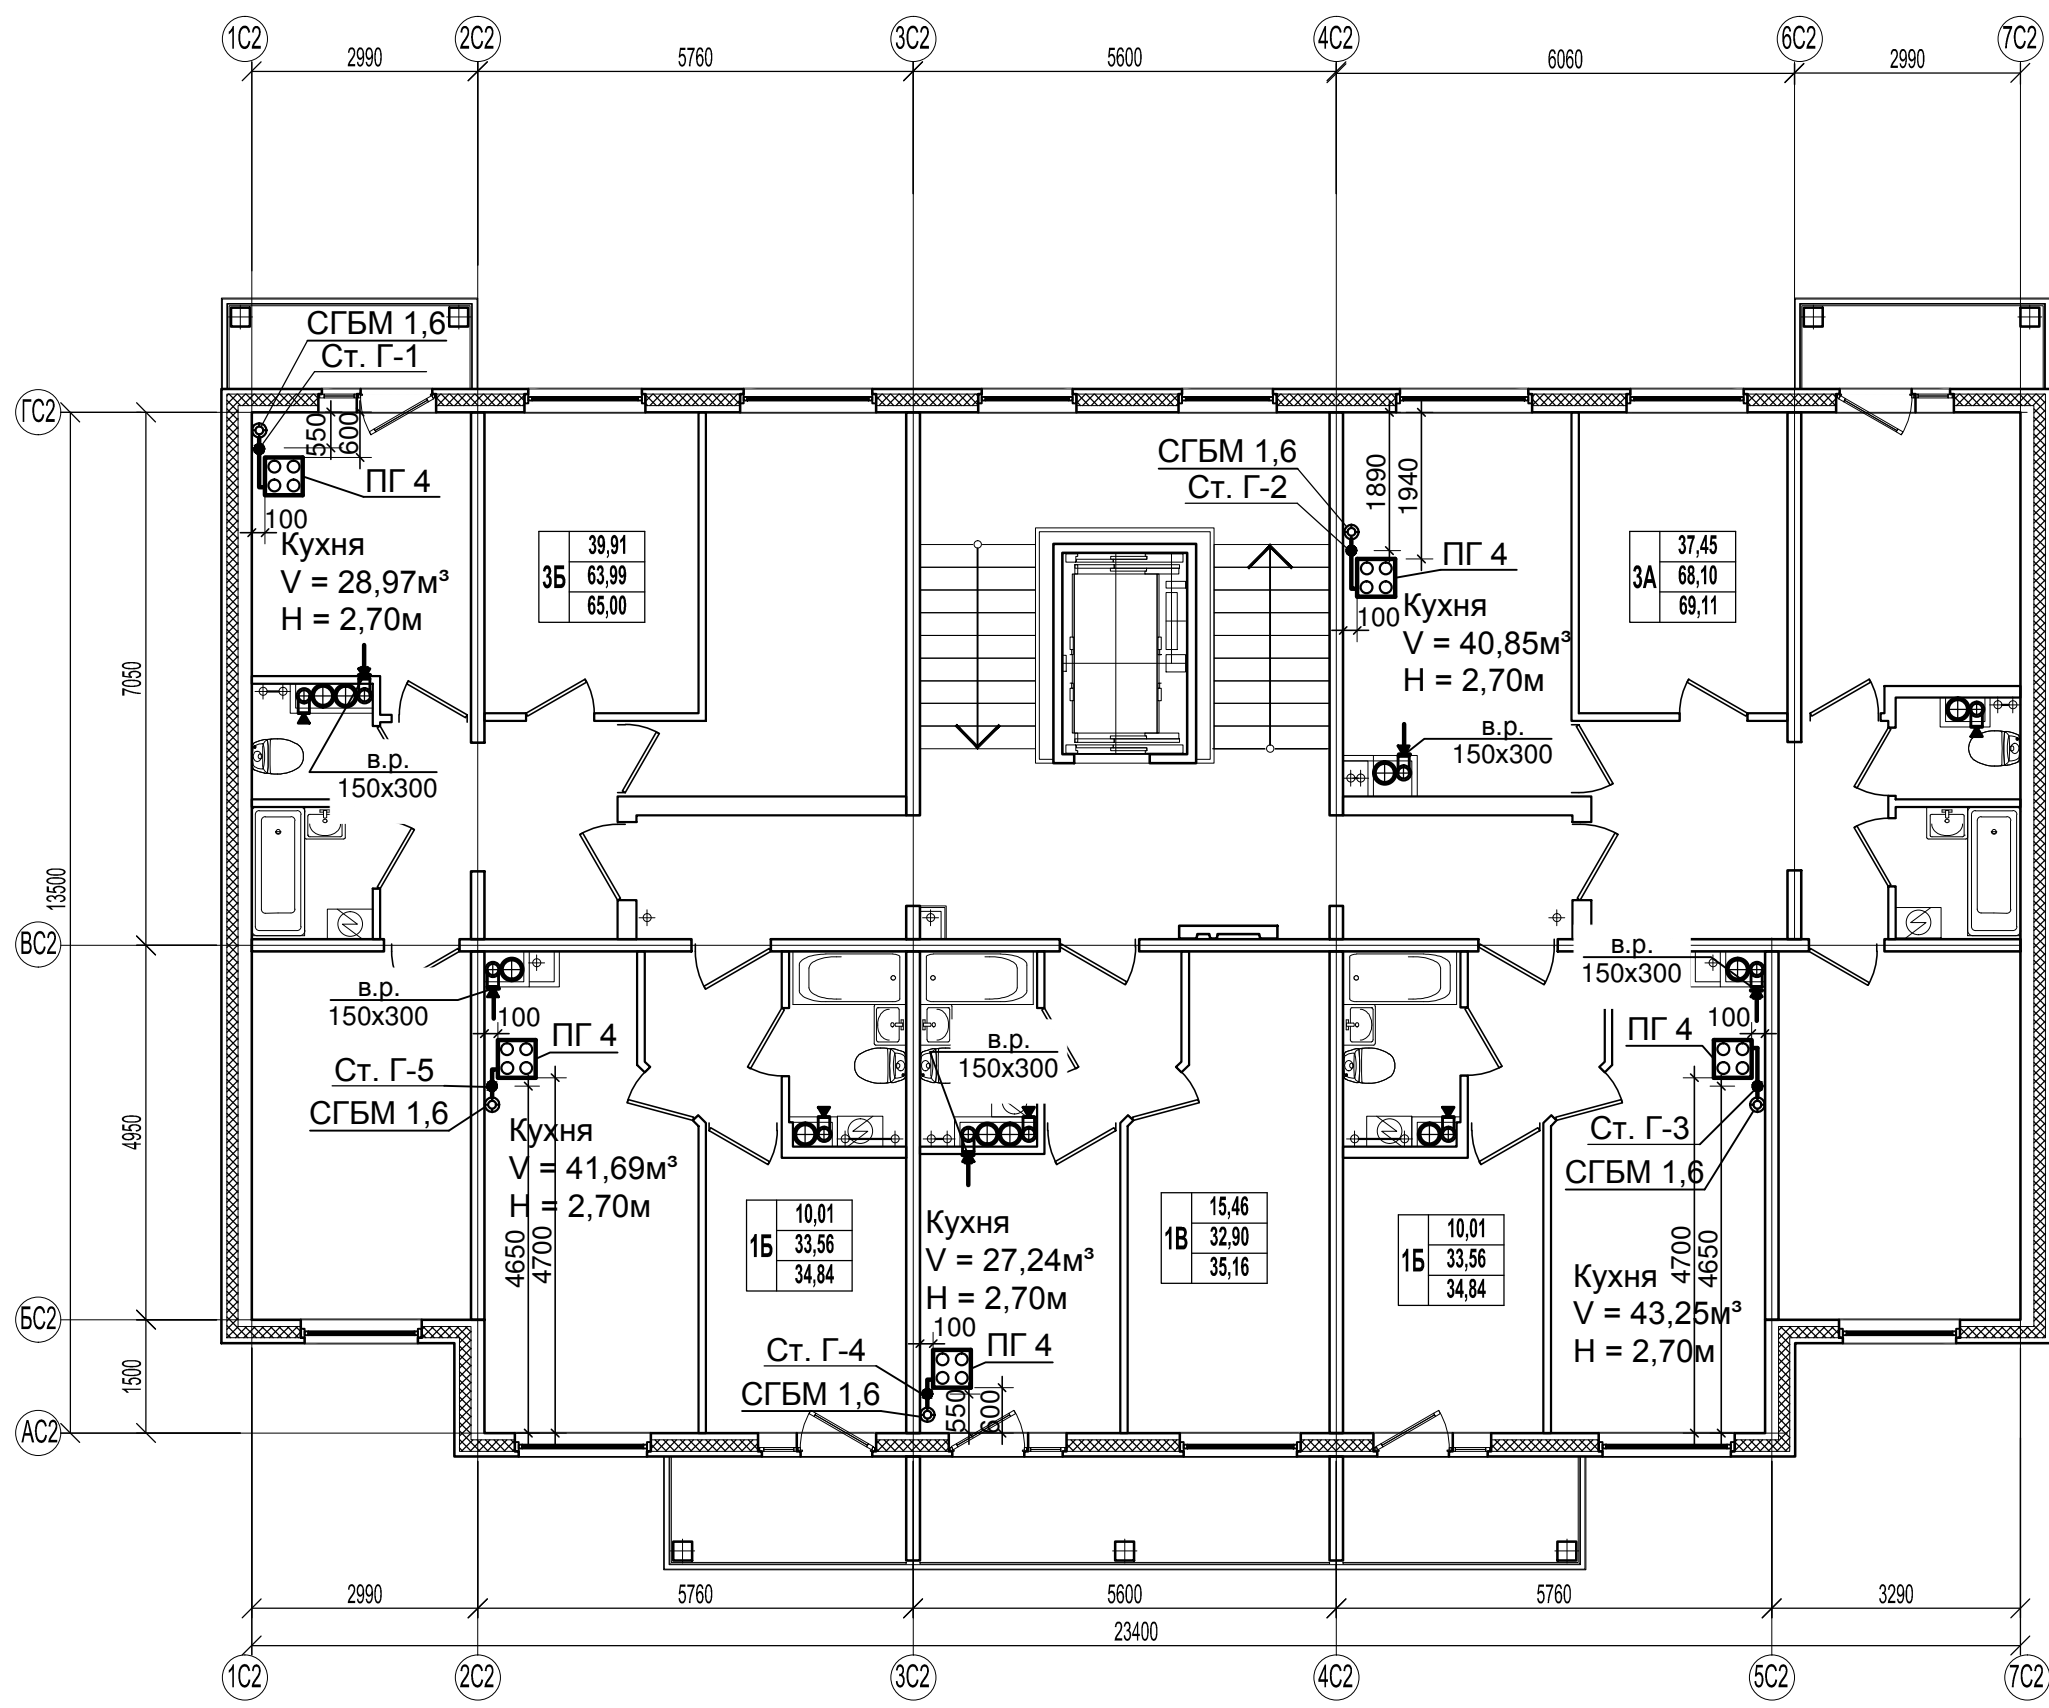 1С2
2С2
3С2
4С2
6С2
7С2
2990
5760
5600
6060
2990
СГБМ 1,6
Ст. Г-1
ГС2
550
600
ПГ 4
100
Кухня
V = 28,97м³
H = 2,70м
3Б
39,91
63,99
65,00
СГБМ 1,6
Ст. Г-2
1890
1940
ПГ 4
100
Кухня
V = 40,85м³
H = 2,70м
3А
37,45
68,10
69,11
7050
в.р.
150х300
в.р.
150х300
13500
ВС2
в.р.
150х300
100
ПГ 4
Ст. Г-5
СГБМ 1,6
Кухня
V = 41,69м³
H = 2,70м
4650
4700
в.р.
150х300
в.р.
150х300
ПГ 4
100
Ст. Г-3
СГБМ 1,6
4700
4650
Кухня
V = 43,25м³
H = 2,70м
4950
1Б
10,01
33,56
34,84
Кухня
V = 27,24м³
H = 2,70м
1В
15,46
32,90
35,16
1Б
10,01
33,56
34,84
БС2
100
ПГ 4
Ст. Г-4
СГБМ 1,6
550
600
1500
АС2
2990
5760
5600
5760
3290
23400
1С2
2С2
3С2
4С2
5С2
7С2